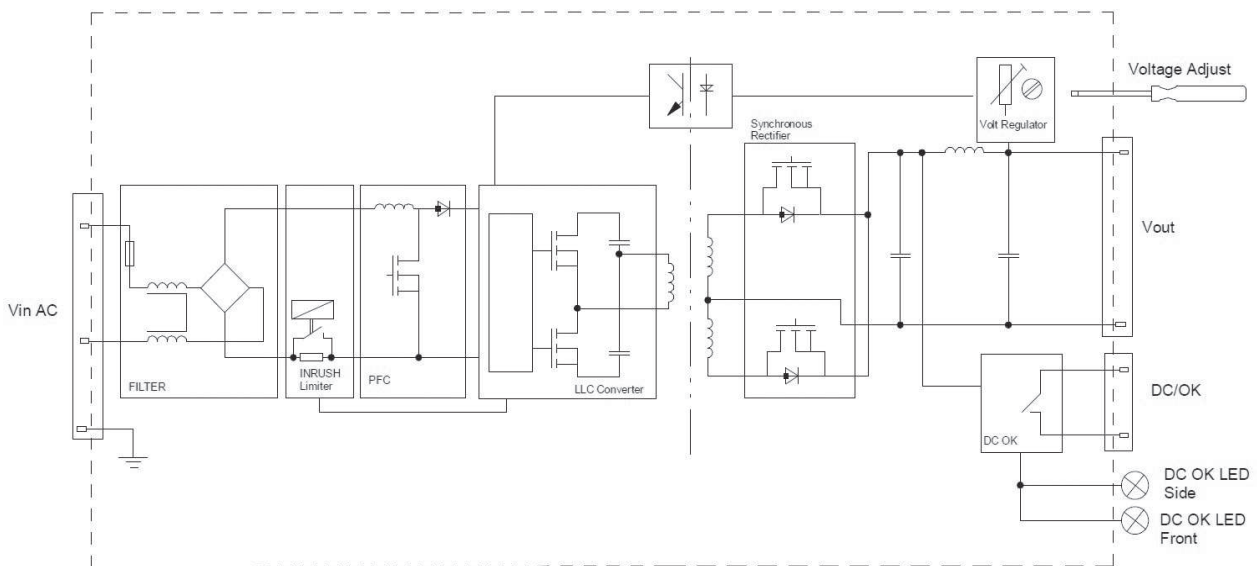 Voltage Adjust
Volt Regulator
Synchronous
Rectifier
Vout
Vin AC
FILTER
INRUSH
Limiter
PFC
LLC Converter
DC OK
DC/OK
DC OK LED
Side
DC OK LED
Front